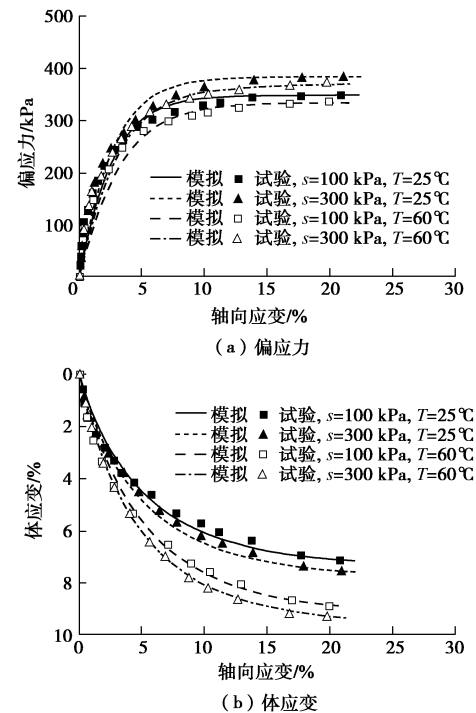 500
400
300
200
100
0
偏应力/kPa
模拟 ■ 试验, s=100 kPa, T=25℃
模拟 ▲ 试验, s=300 kPa, T=25℃
模拟 □ 试验, s=100 kPa, T=60℃
模拟 △ 试验, s=300 kPa, T=60℃
0 5 10 15 20 25 30
轴向应变/%
（a）偏应力
0
2
4
6
8
10
体应变/%
模拟 ■ 试验, s=100 kPa, T=25℃
模拟 ▲ 试验, s=300 kPa, T=25℃
模拟 □ 试验, s=100 kPa, T=60℃
模拟 △ 试验, s=300 kPa, T=60℃
0 5 10 15 20 25 30
轴向应变/%
（b）体应变